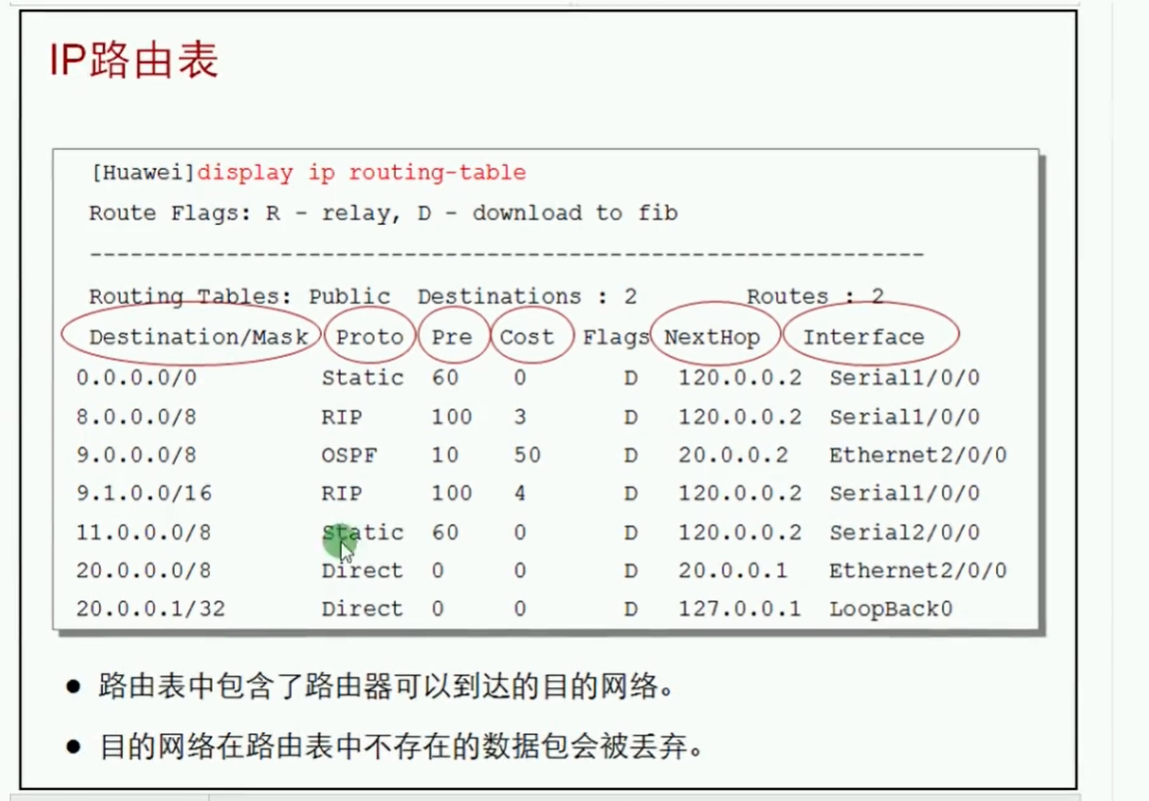 IP路由表
[Huawei]display ip routing-table
Route Flags: R - relay, D - download to fib
--------------------------------------------------------------
Routing Tables: Public Destinations : 2 Routes : 2
Destination/Mask Proto Pre Cost Flags NextHop Interface
0.0.0.0/0 Static 60 0 D 120.0.0.2 Serial1/0/0
8.0.0.0/8 RIP 100 3 D 120.0.0.2 Serial1/0/0
9.0.0.0/8 OSPF 10 50 D 20.0.0.2 Ethernet2/0/0
9.1.0.0/16 RIP 100 4 D 120.0.0.2 Serial1/0/0
11.0.0.0/8 Static 60 0 D 120.0.0.2 Serial2/0/0
20.0.0.0/8 Direct 0 0 D 20.0.0.1 Ethernet2/0/0
20.0.0.1/32 Direct 0 0 D 127.0.0.1 LoopBack0
● 路由表中包含了路由器可以到达的目的网络。
● 目的网络在路由表中不存在的数据包会被丢弃。